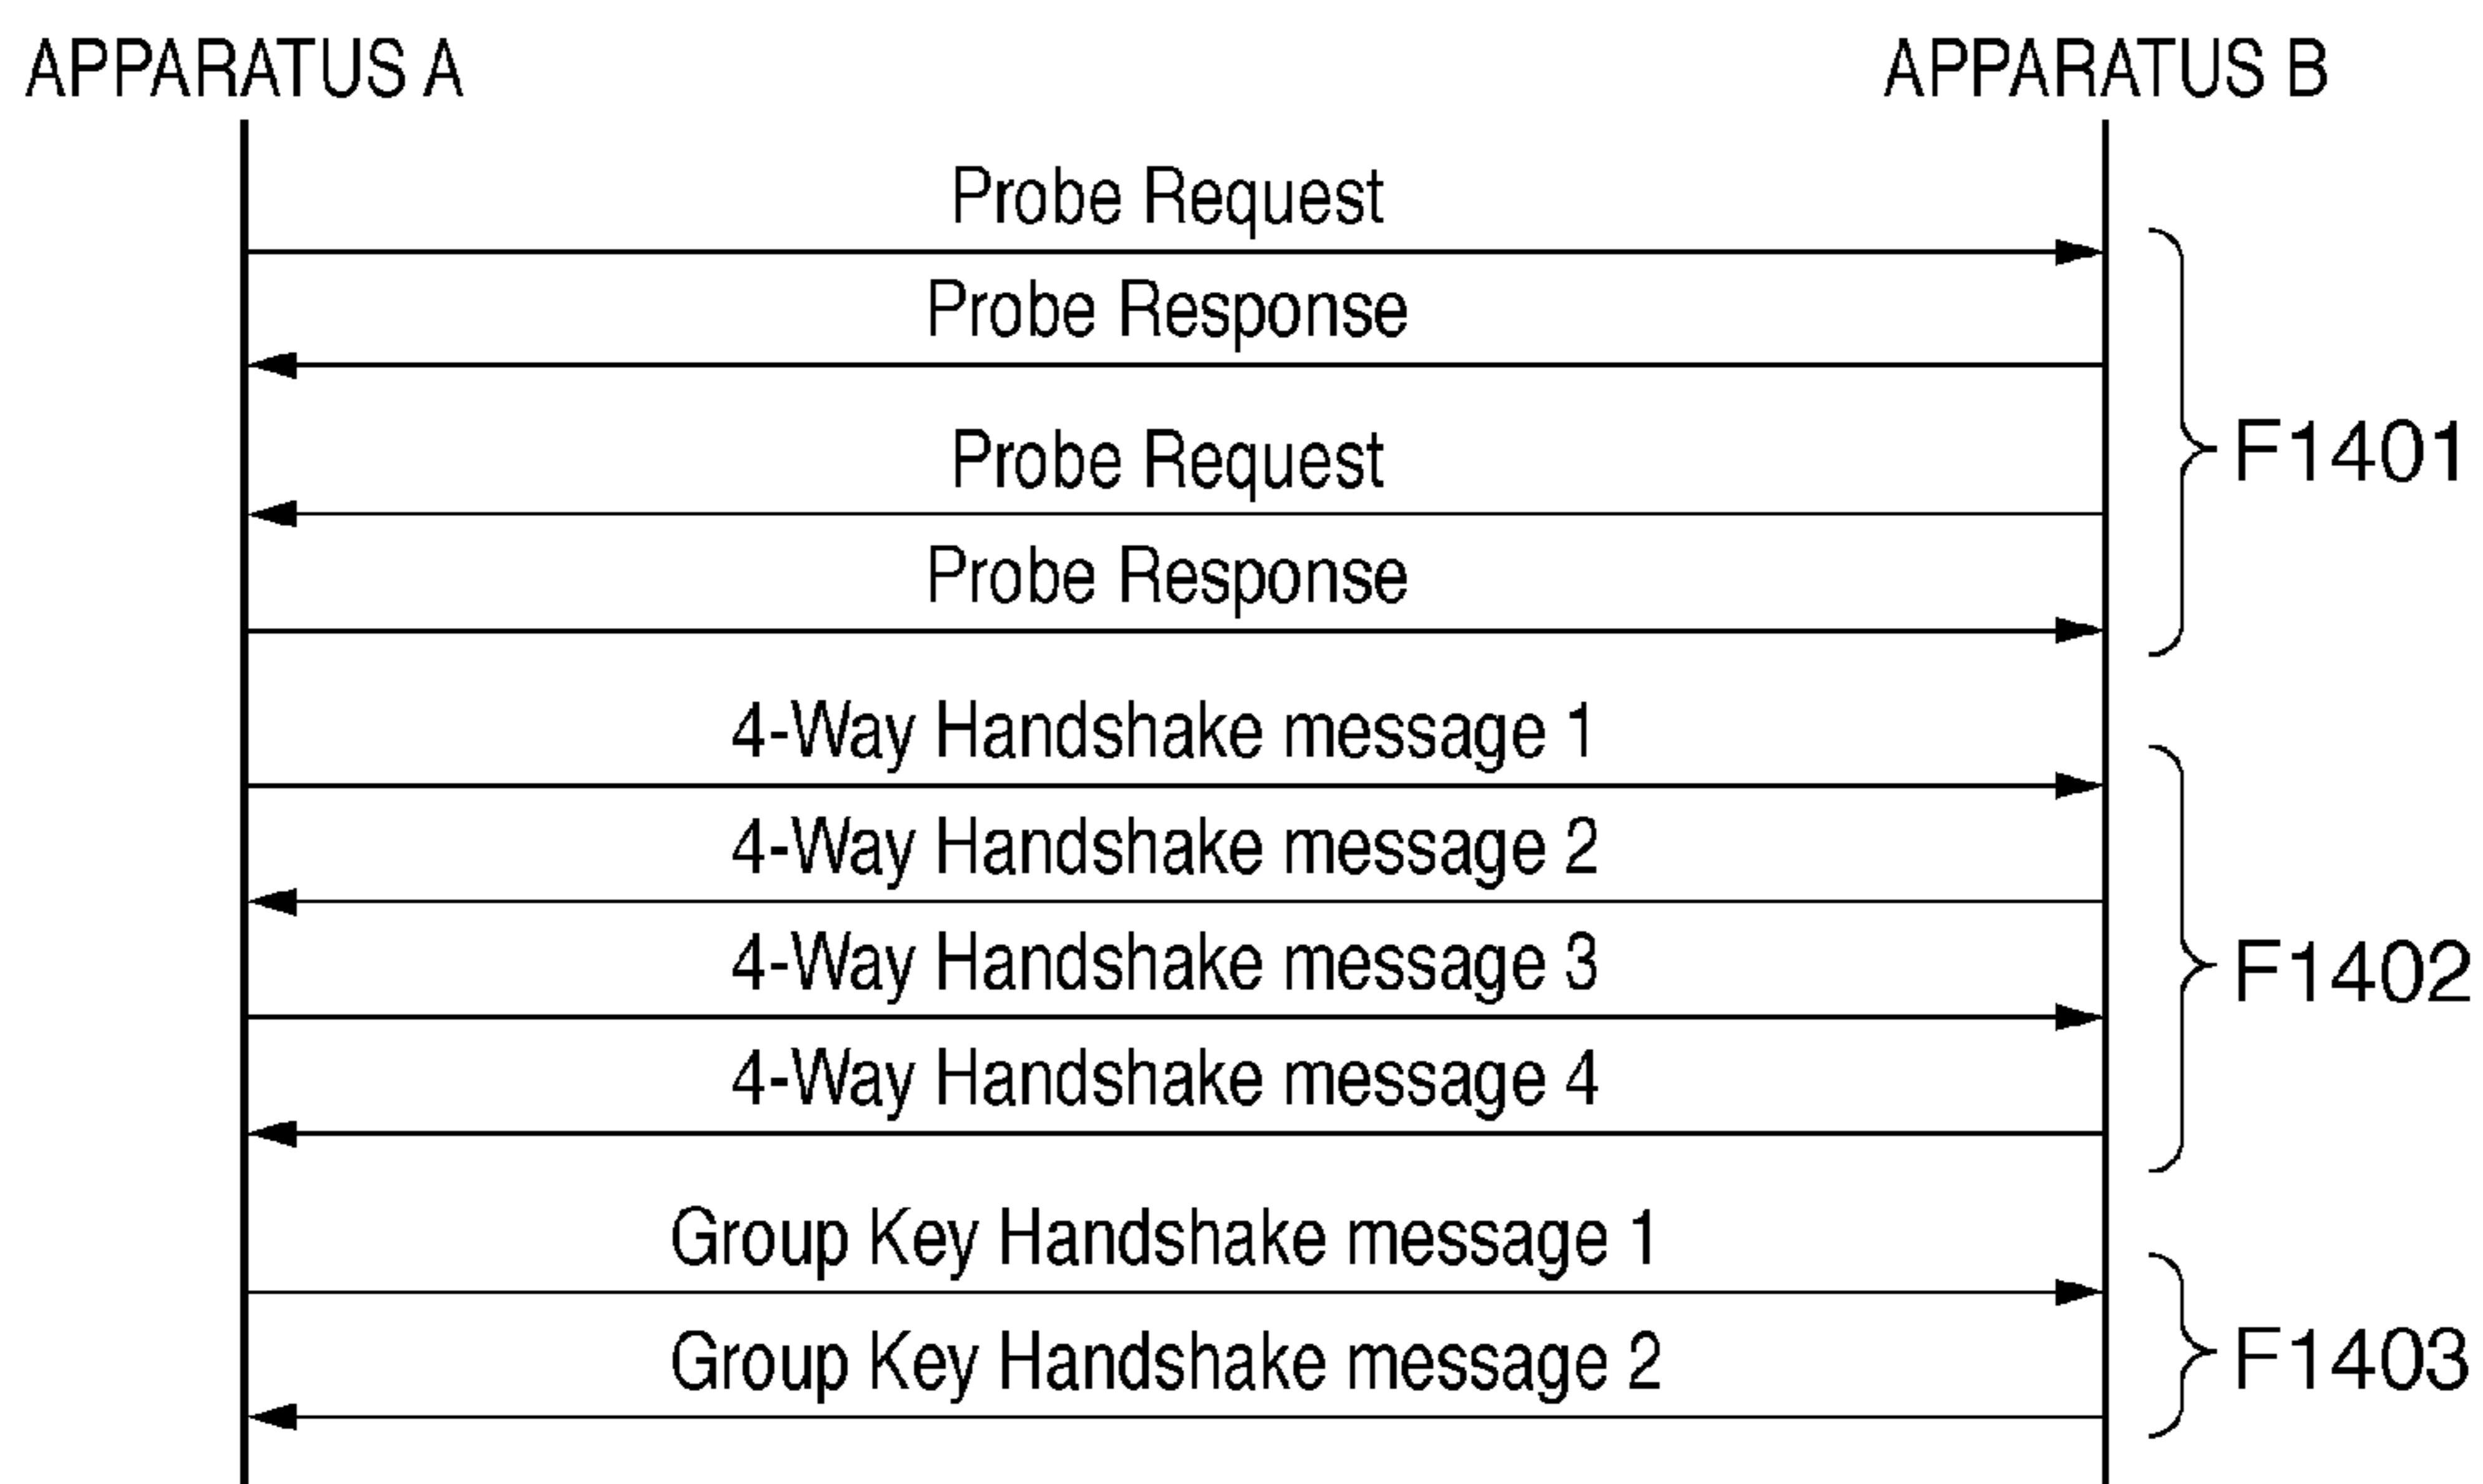 APPARATUS A
APPARATUS B
Probe Request
Probe Response
Probe Request
Probe Response
F1401
4-Way Handshake message 1
4-Way Handshake message 2
4-Way Handshake message 3
4-Way Handshake message 4
F1402
Group Key Handshake message 1
Group Key Handshake message 2
F1403